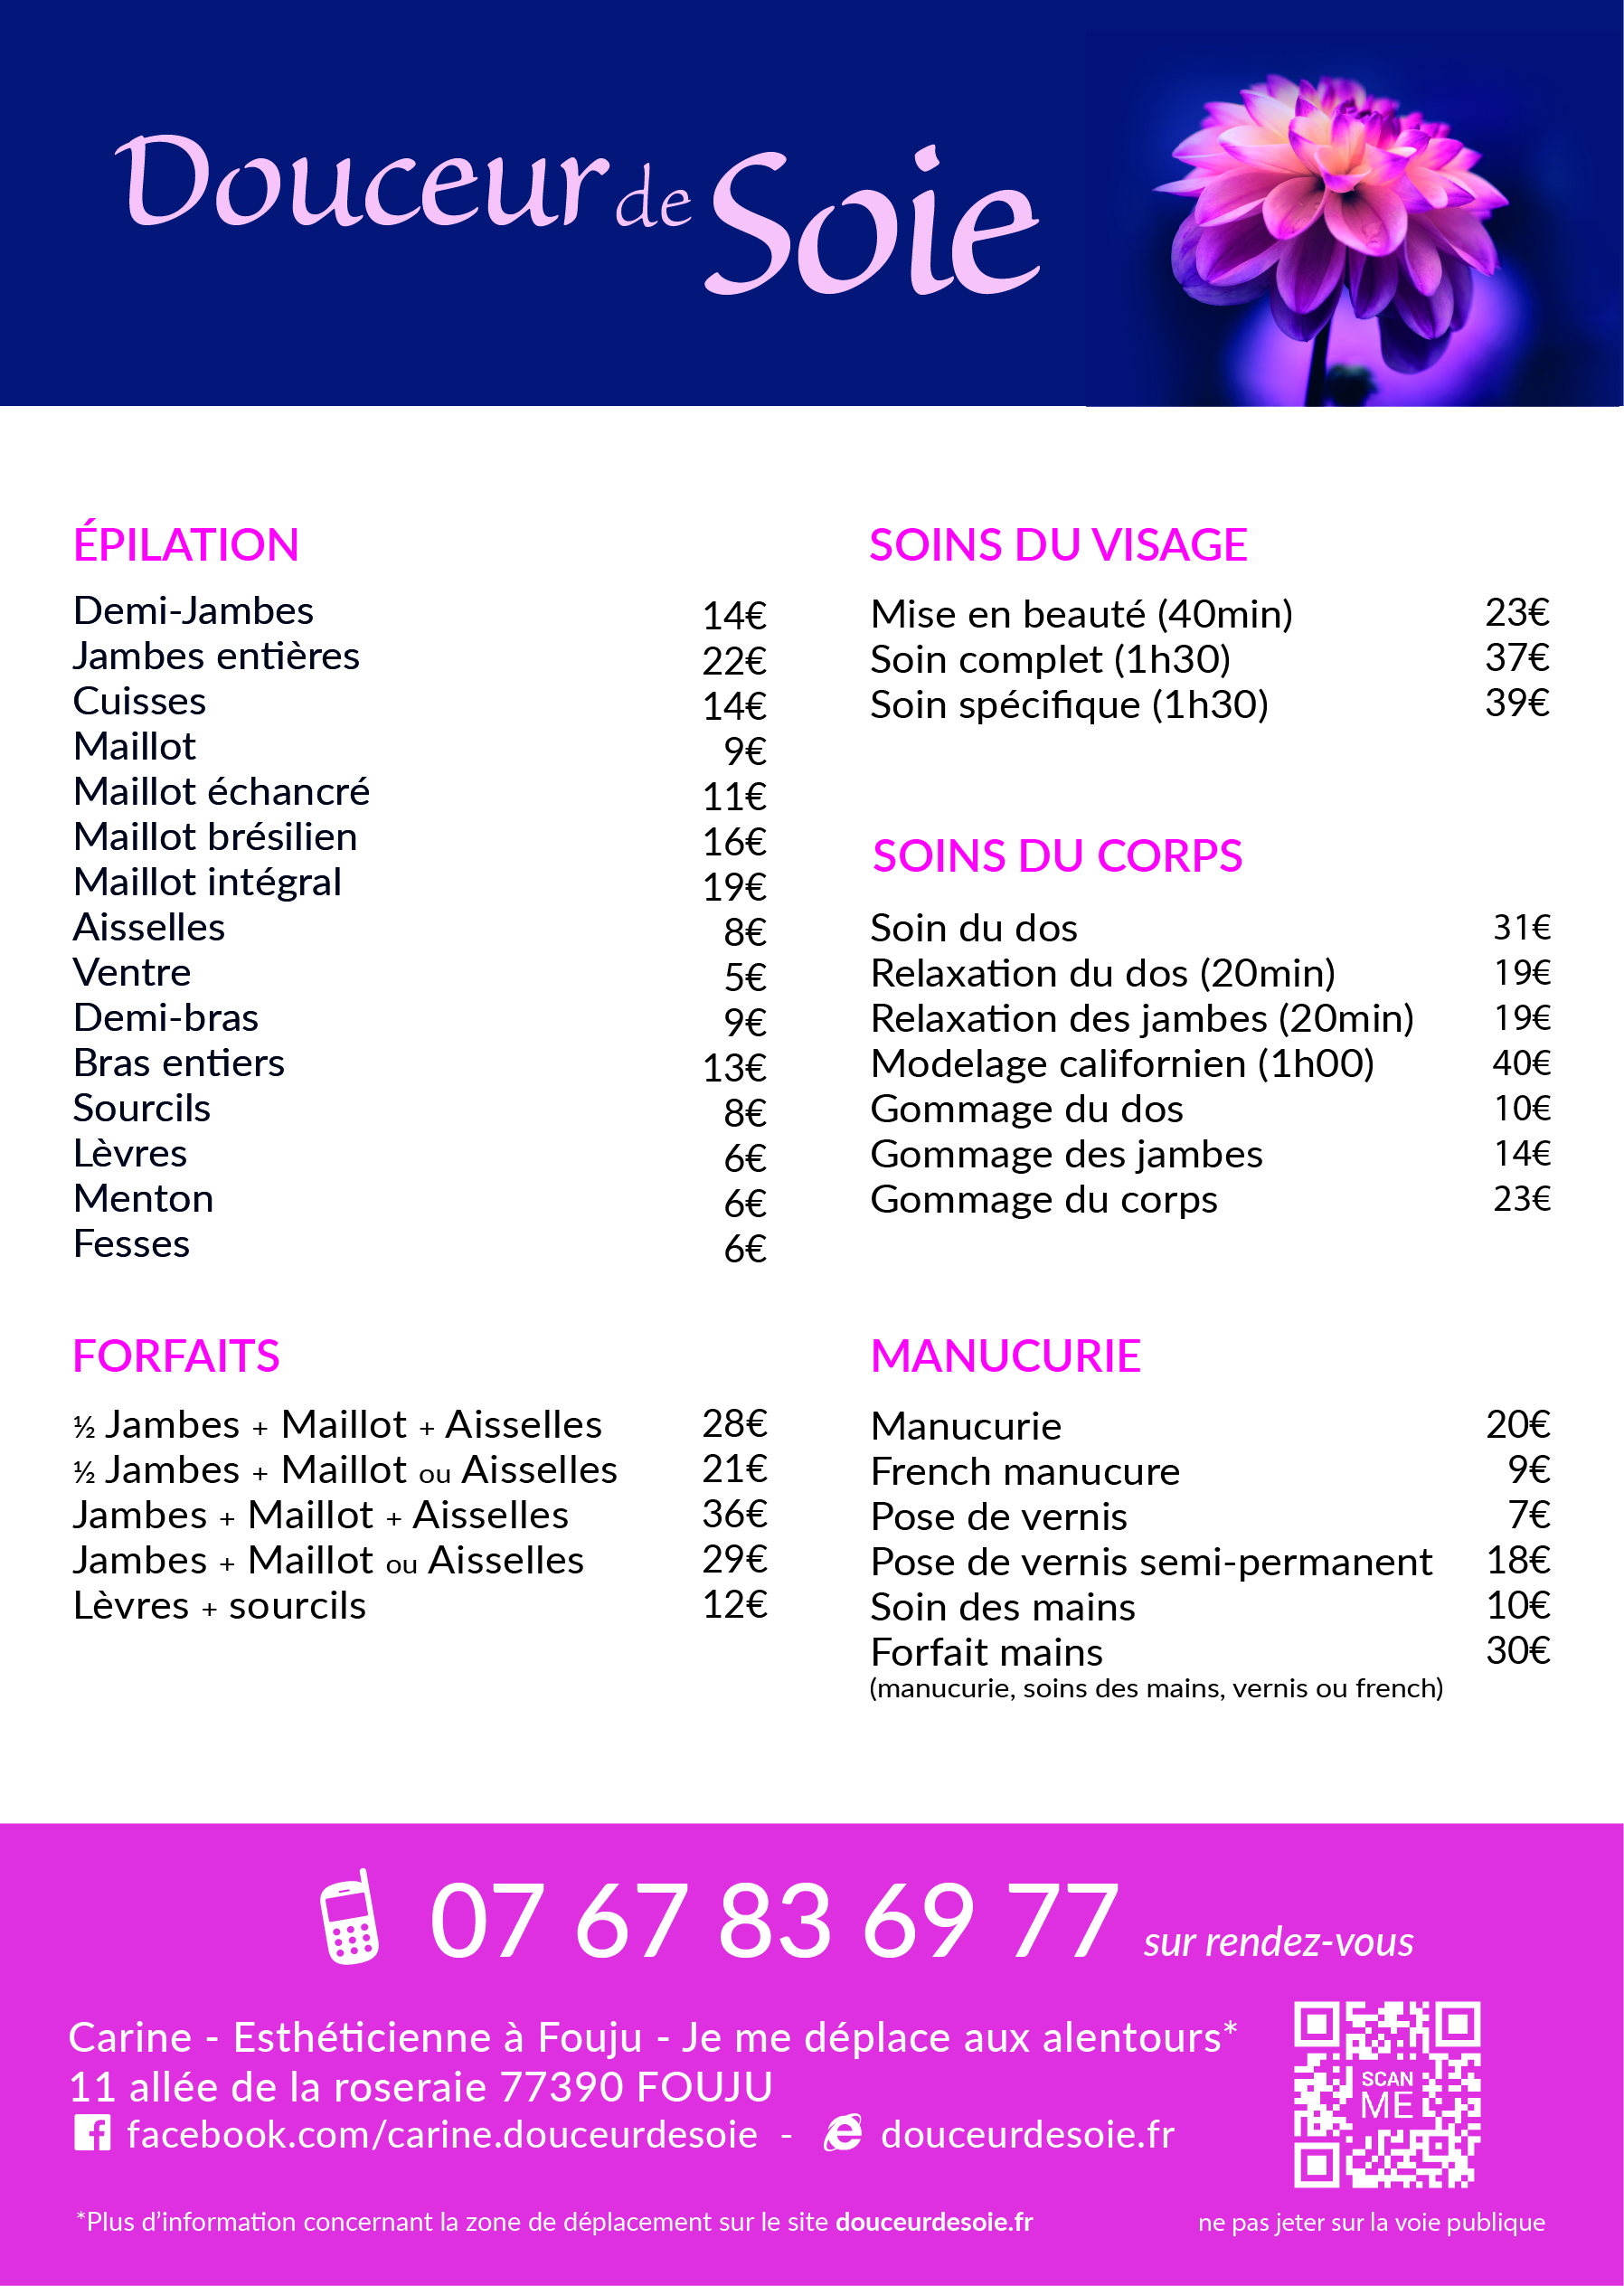 Douceur de Soie
ÉPILATION
Demi-Jambes 14€
Jambes entières 22€
Cuisses 14€
Maillot 9€
Maillot échancré 11€
Maillot brésilien 16€
Maillot intégral 19€
Aisselles 8€
Ventre 5€
Demi-bras 9€
Bras entiers 13€
Sourcils 8€
Lèvres 6€
Menton 6€
Fesses 6€
FORFAITS
½ Jambes + Maillot + Aisselles 28€
½ Jambes + Maillot ou Aisselles 21€
Jambes + Maillot + Aisselles 36€
Jambes + Maillot ou Aisselles 29€
Lèvres + sourcils 12€
SOINS DU VISAGE
Mise en beauté (40min) 23€
Soin complet (1h30) 37€
Soin spécifique (1h30) 39€
SOINS DU CORPS
Soin du dos 31€
Relaxation du dos (20min) 19€
Relaxation des jambes (20min) 19€
Modelage californien (1h00) 40€
Gommage du dos 10€
Gommage des jambes 14€
Gommage du corps 23€
MANUCURIE
Manucurie 20€
French manucure 9€
Pose de vernis 7€
Pose de vernis semi-permanent 18€
Soin des mains 10€
Forfait mains 30€
(manucurie, soins des mains, vernis ou french)
07 67 83 69 77 sur rendez-vous
Carine - Esthéticienne à Fouju - Je me déplace aux alentours*
11 allée de la roseraie 77390 FOUJU
facebook.com/carine.douceurdesoie - douceurdesoie.fr
SCAN
ME
*Plus d'information concernant la zone de déplacement sur le site douceurdesoie.fr
ne pas jeter sur la voie publique